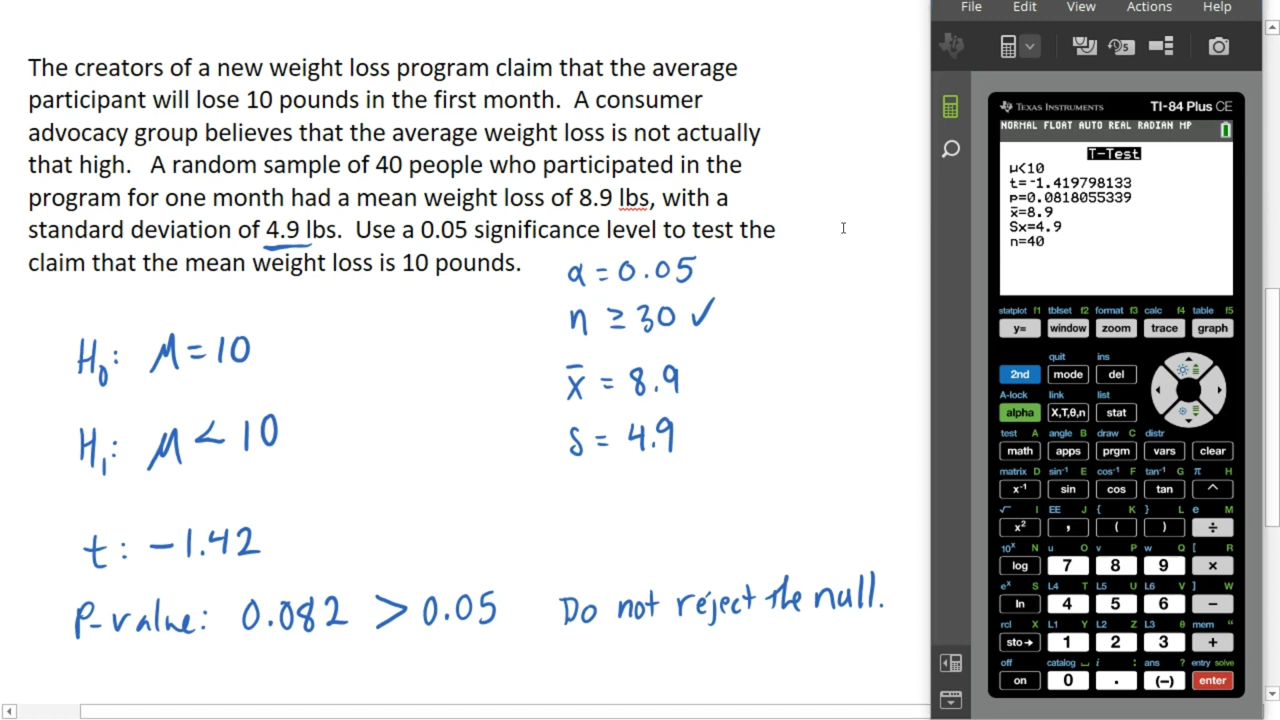 The creators of a new weight loss program claim that the average
participant will lose 10 pounds in the first month. A consumer
advocacy group believes that the average weight loss is not actually
that high. A random sample of 40 people who participated in the
program for one month had a mean weight loss of 8.9 lbs, with a
standard deviation of 4.9 lbs. Use a 0.05 significance level to test the
claim that the mean weight loss is 10 pounds.
α = 0.05
n ≥ 30 ✓
x̄ = 8.9
s = 4.9
H₀: μ = 10
H₁: μ < 10
t: -1.42
P-value: 0.082 > 0.05 Do not reject the null.
File Edit View Actions Help
TEXAS INSTRUMENTS TI-84 Plus CE
NORMAL FLOAT AUTO REAL RADIAN MP
T-Test
μ<10
t=-1.419798133
p=0.0818055339
x̄=8.9
Sx=4.9
n=40
statplot f1 tblset f2 format f3 calc f4 table f5
y= window zoom trace graph
quit ins
2nd mode del
A-lock link list
alpha X,T,θ,n stat
test A angle B draw C distr
math apps prgm vars clear
matrix D sin⁻¹ E cos⁻¹ F tan⁻¹ G π H
x⁻¹ sin cos tan ^
√ I EE J { K } L e M
x² , ( ) ÷
10ˣ N u O v P w Q [ R
log 7 8 9 ×
eˣ S L4 T L5 U L6 V ] W
ln 4 5 6 −
rcl X L1 Y L2 Z L3 θ mem "
sto→ 1 2 3 +
off catalog i : ans ? entry solve
on 0 . (−) enter